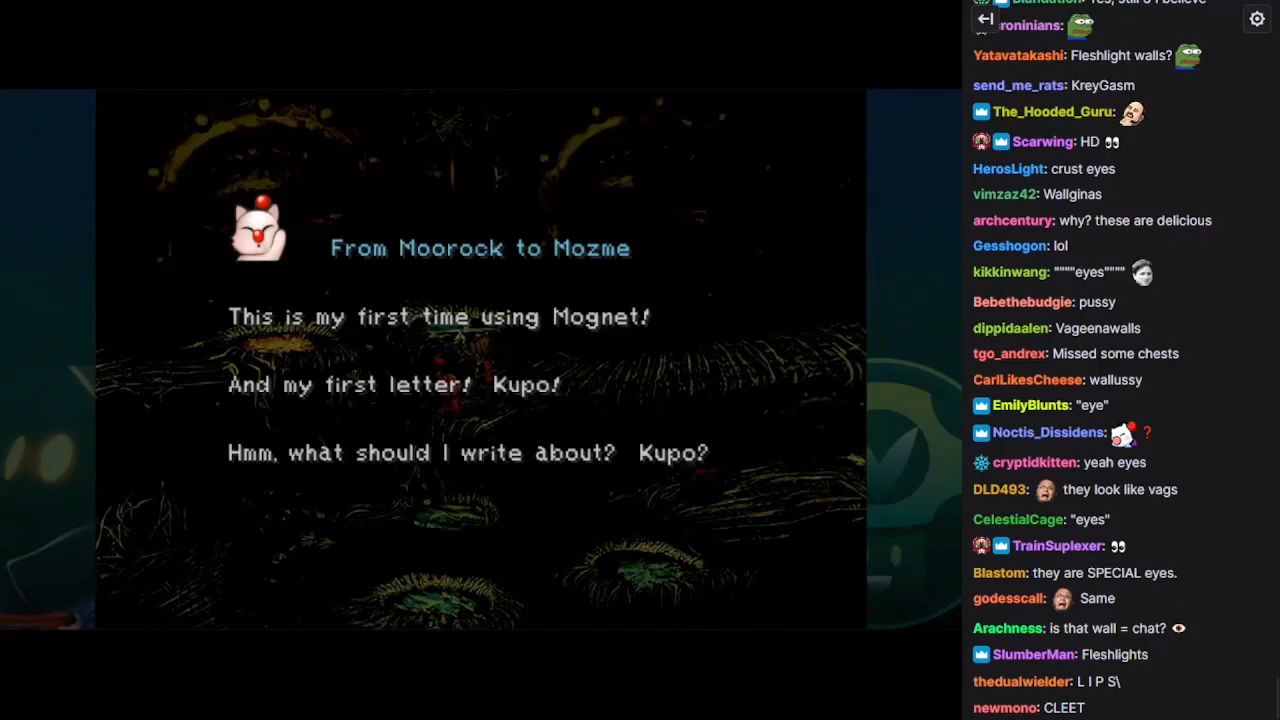 From Moorock to Mozme
This is my first time using Mognet!
And my first letter! Kupo!
Hmm, what should I write about? Kupo?
roninians:
Yatavatakashi: Fleshlight walls?
send_me_rats: KreyGasm
The_Hooded_Guru:
Scarwing: HD 👀
HerosLight: crust eyes
vimzaz42: Wallginas
archcentury: why? these are delicious
Gesshogon: lol
kikkinwang: """"eyes""""
Bebethebudgie: pussy
dippidaalen: Vageenawalls
tgo_andrex: Missed some chests
CarlLikesCheese: wallussy
EmilyBlunts: "eye"
Noctis_Dissidens: ❓
cryptidkitten: yeah eyes
DLD493: they look like vags
CelestialCage: "eyes"
TrainSuplexer: 👀
Blastom: they are SPECIAL eyes.
godesscall: Same
Arachness: is that wall = chat? 👁
SlumberMan: Fleshlights
thedualwielder: L I P S\
newmono: CLEET